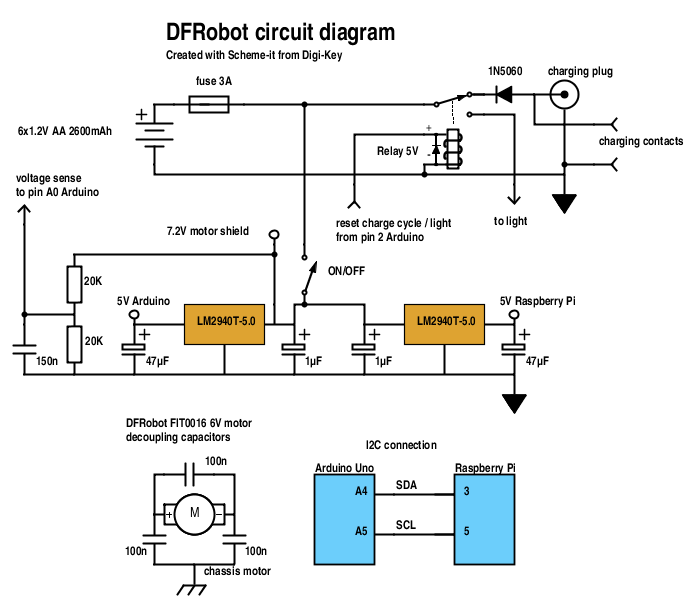 DFRobot circuit diagram
Created with Scheme-it from Digi-Key
fuse 3A
1N5060
charging plug
6x1.2V AA 2600mAh
+
Relay 5V
+
-
charging contacts
voltage sense
to pin A0 Arduino
reset charge cycle / light
from pin 2 Arduino
to light
7.2V motor shield
ON/OFF
20K
5V Arduino
LM2940T-5.0
LM2940T-5.0
5V Raspberry Pi
+
+
+
+
20K
150n
47µF
1µF
1µF
47µF
DFRobot FIT0016 6V motor
decoupling capacitors
100n
M
+
-
100n
100n
chassis motor
I2C connection
Arduino Uno
Raspberry Pi
A4
SDA
3
A5
SCL
5